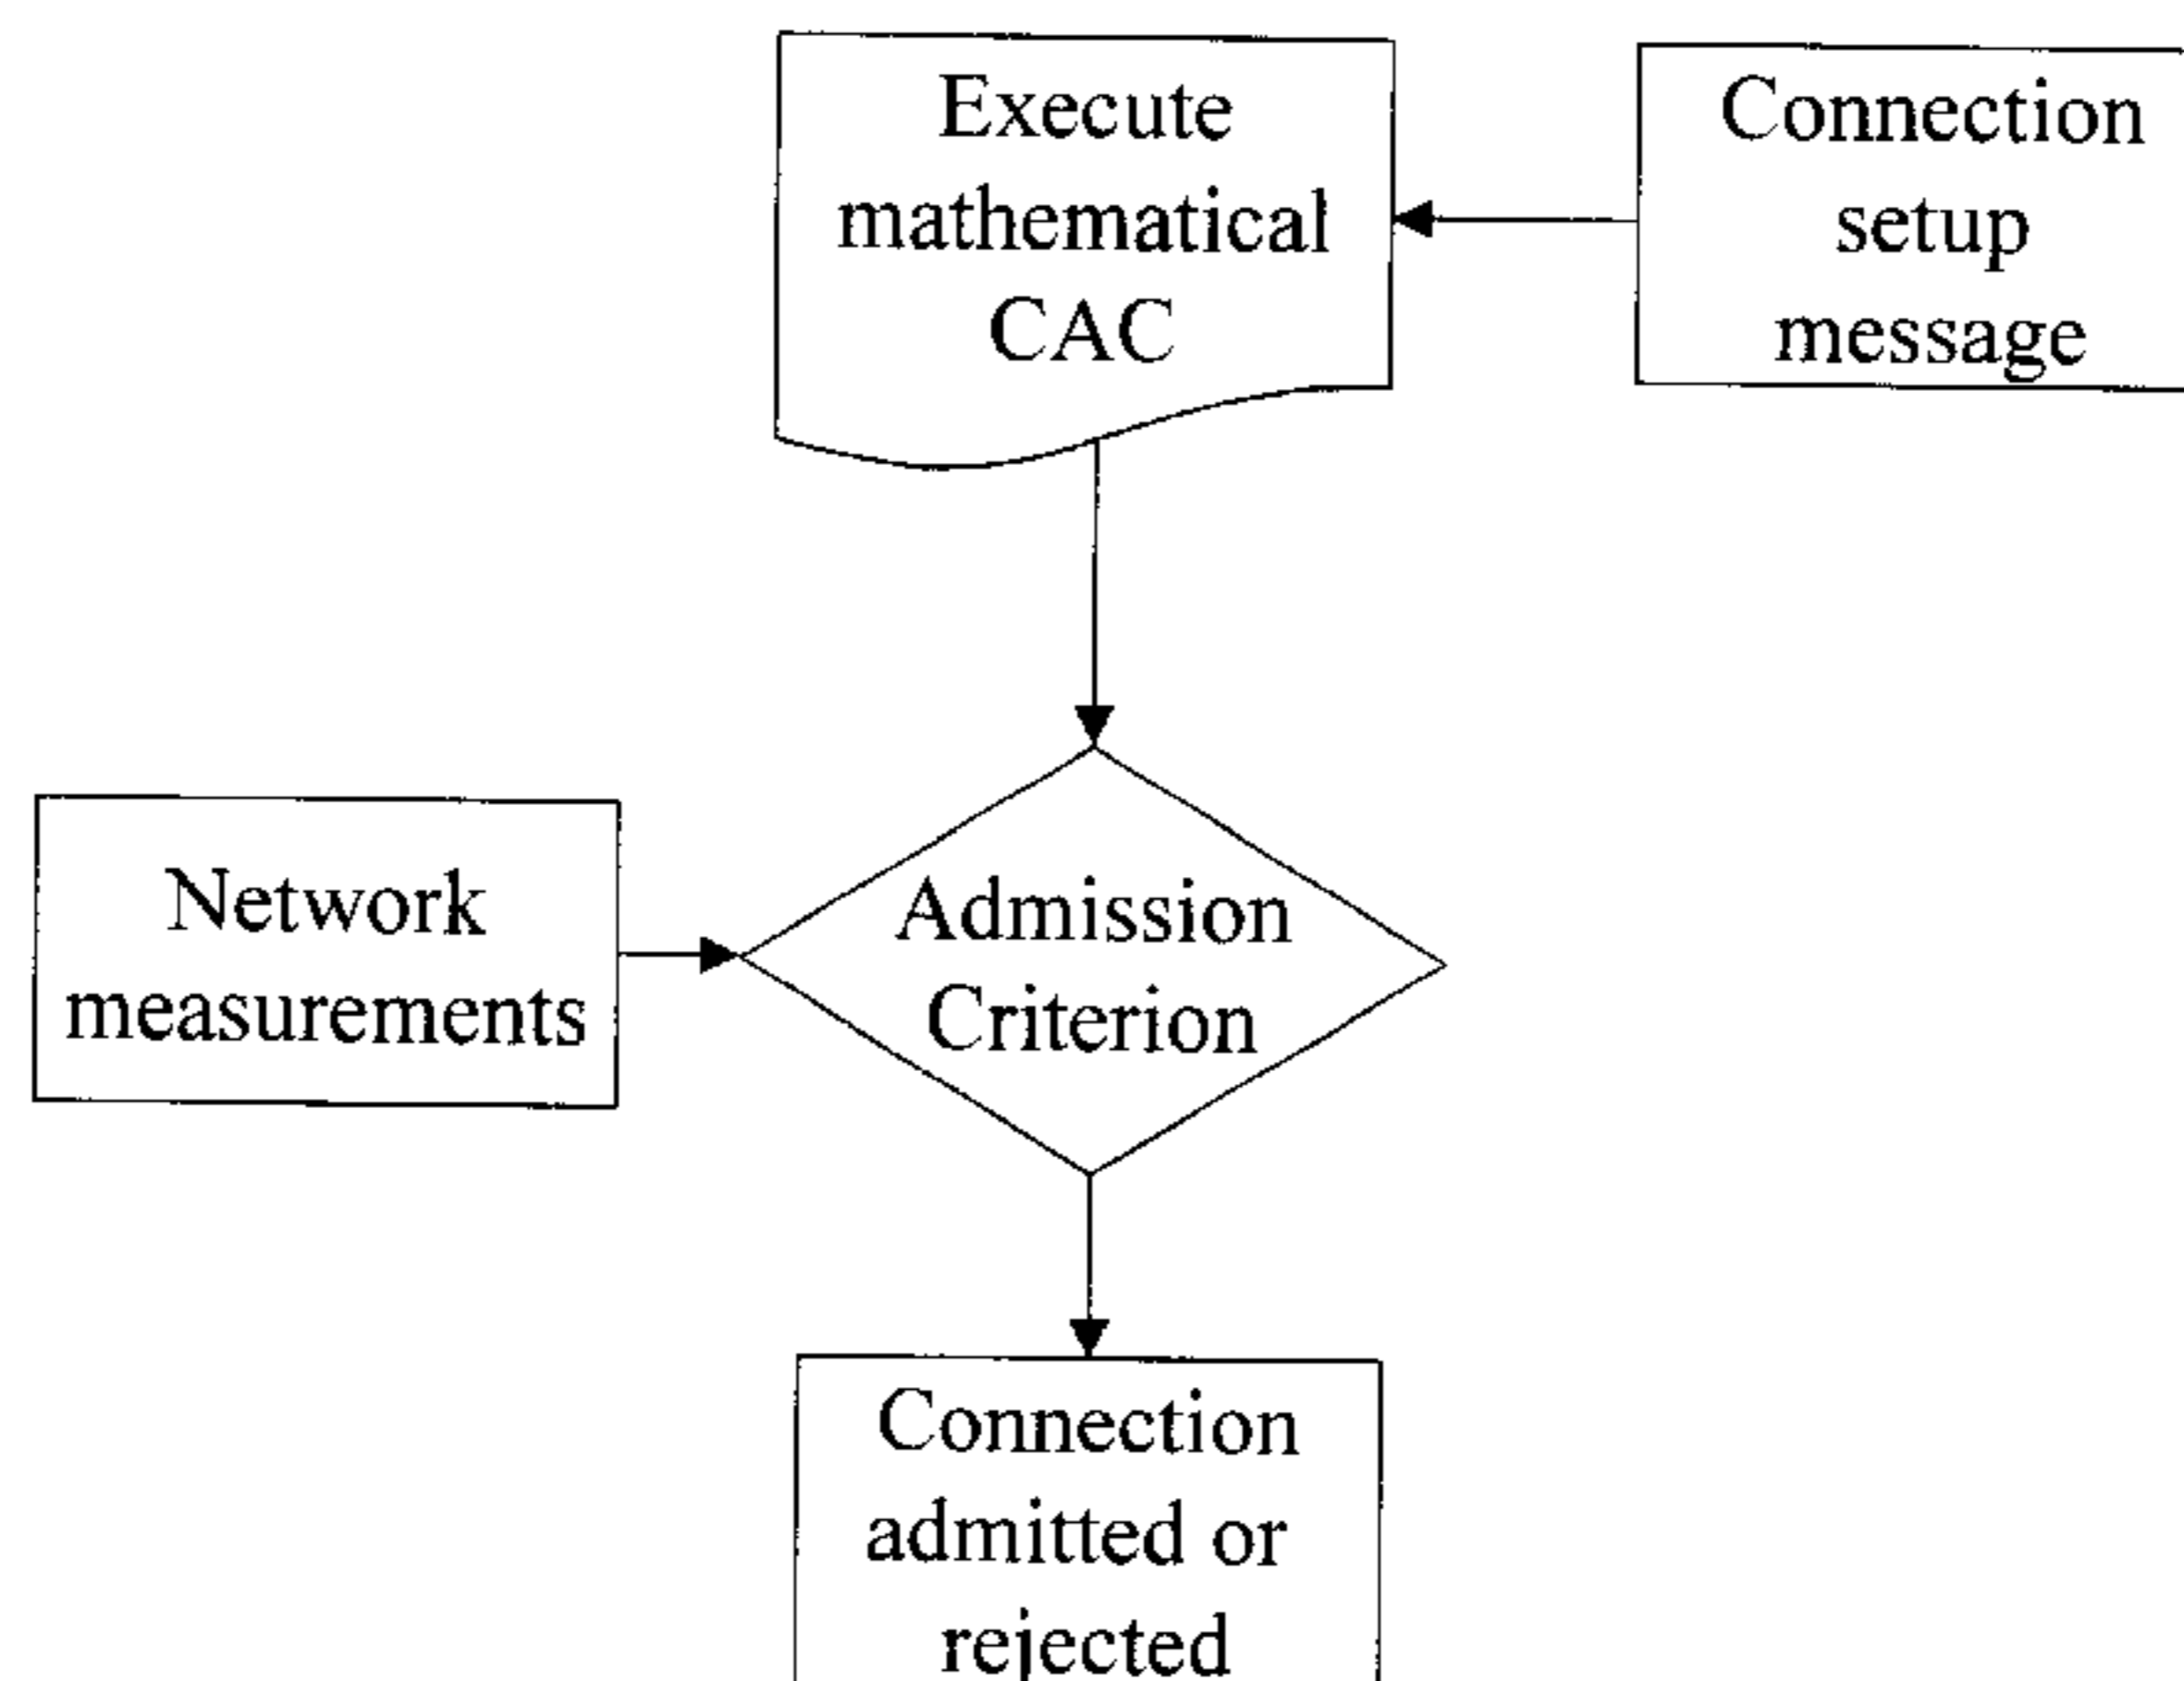 Execute
mathematical
CAC
Connection
setup
message
Network
measurements
Admission
Criterion
Connection
admitted or
rejected